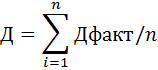 Д = ∑_{i=1}^{n} Дфакт/n